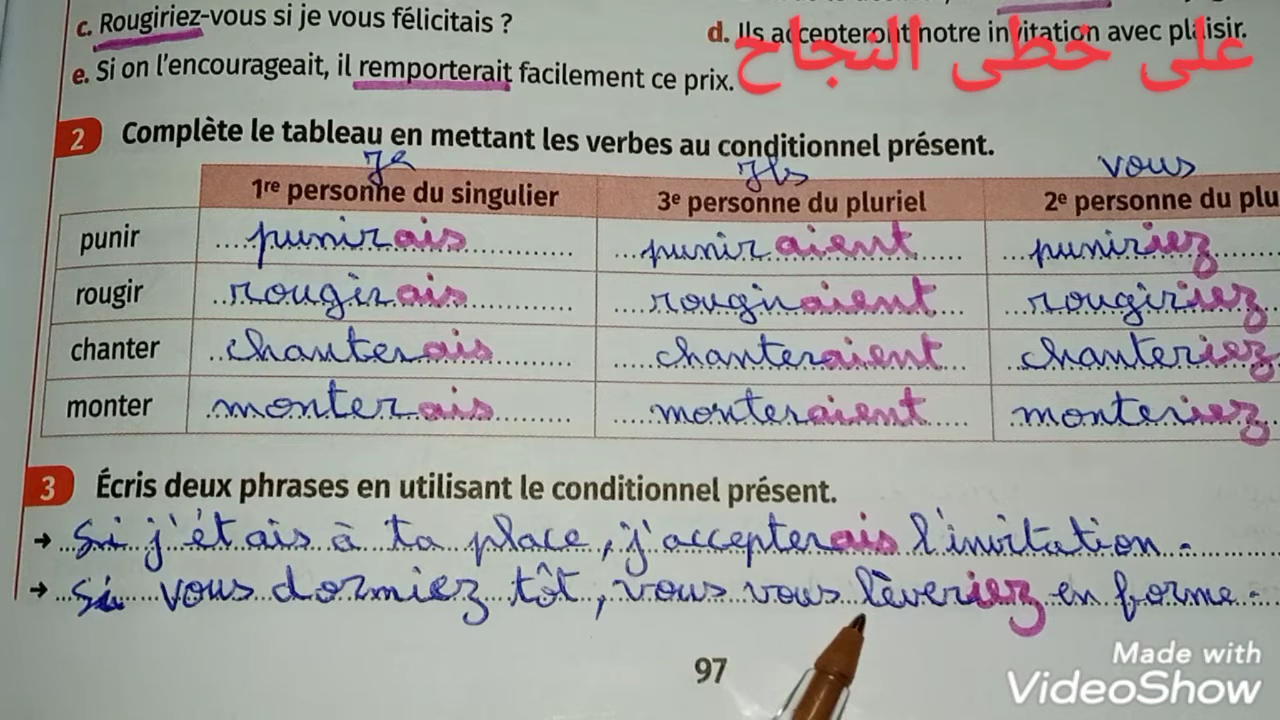 c. Rougiriez-vous si je vous félicitais ?
d. Ils accepteront notre invitation avec plaisir.
على خطى النجاح
e. Si on l'encourageait, il remporterait facilement ce prix.
2 Complète le tableau en mettant les verbes au conditionnel présent.
je Ils vous
1re personne du singulier 3e personne du pluriel 2e personne du plu
punir punirais puniraient puniriez
rougir rougirais rougiraient rougiriez
chanter chanterais chanteraient chanteriez
monter monterais monteraient monteriez
3 Écris deux phrases en utilisant le conditionnel présent.
→ Si j'étais à ta place, j'accepterais l'invitation.
→ Si vous dormiez tôt, vous vous lèveriez en forme.
97
Made with
VideoShow